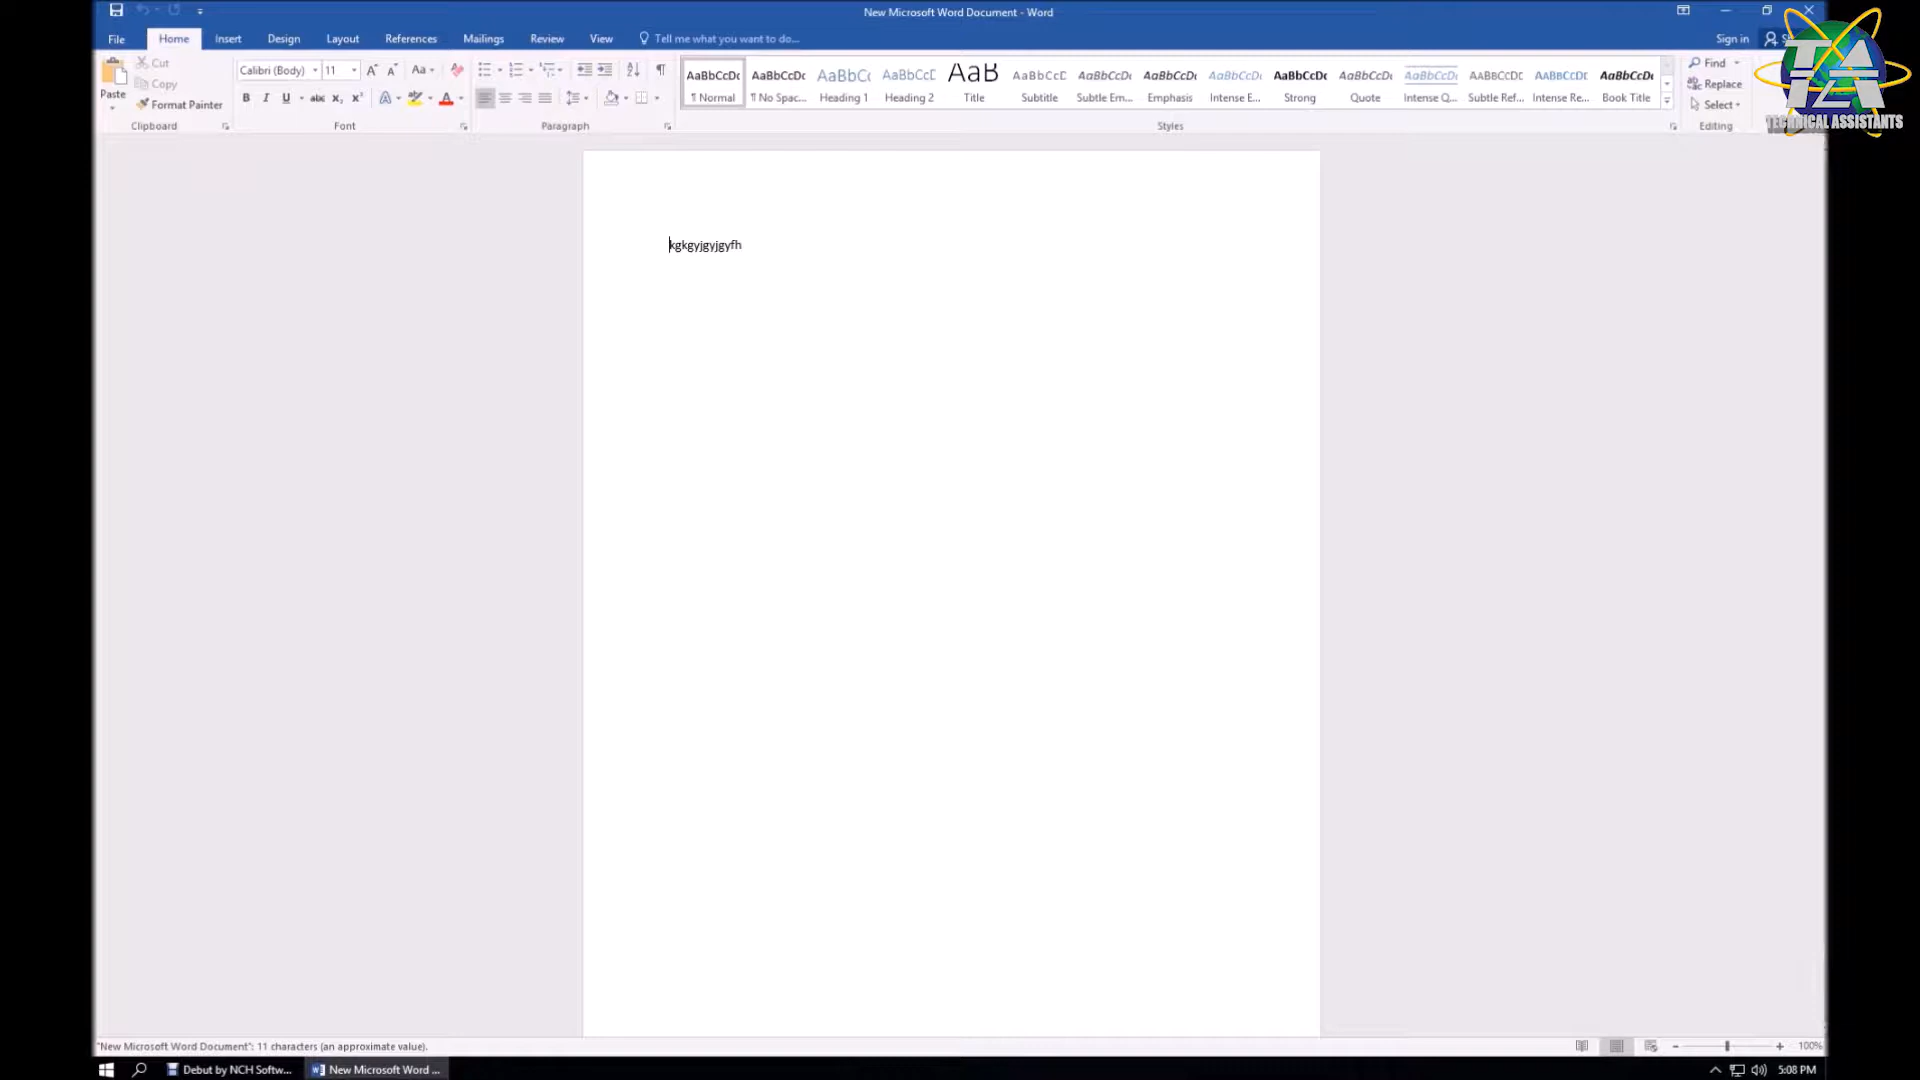 New Microsoft Word Document - Word
File Home Insert Design Layout References Mailings Review View Tell me what you want to do... Sign in
Paste
Cut
Copy
Format Painter
Clipboard
Calibri (Body) 11
Font
Paragraph
AaBbCcDc AaBbCcDc AaBbC( AaBbCcD AaB AaBbCcD AaBbCcDc AaBbCcDc AaBbCcDc AaBbCcDc AaBbCcDc AaBbCcDc AABBCCDC AABBCCDC AaBbCcDc
¶ Normal ¶ No Spac... Heading 1 Heading 2 Title Subtitle Subtle Em... Emphasis Intense E... Strong Quote Intense Q... Subtle Ref... Intense Re... Book Title
Styles
Find
Replace
Select
Editing
TA
TECHNICAL ASSISTANTS
kgkgyjgyjgyfh
"New Microsoft Word Document": 11 characters (an approximate value).
100%
Debut by NCH Softw... New Microsoft Word ... 5:08 PM